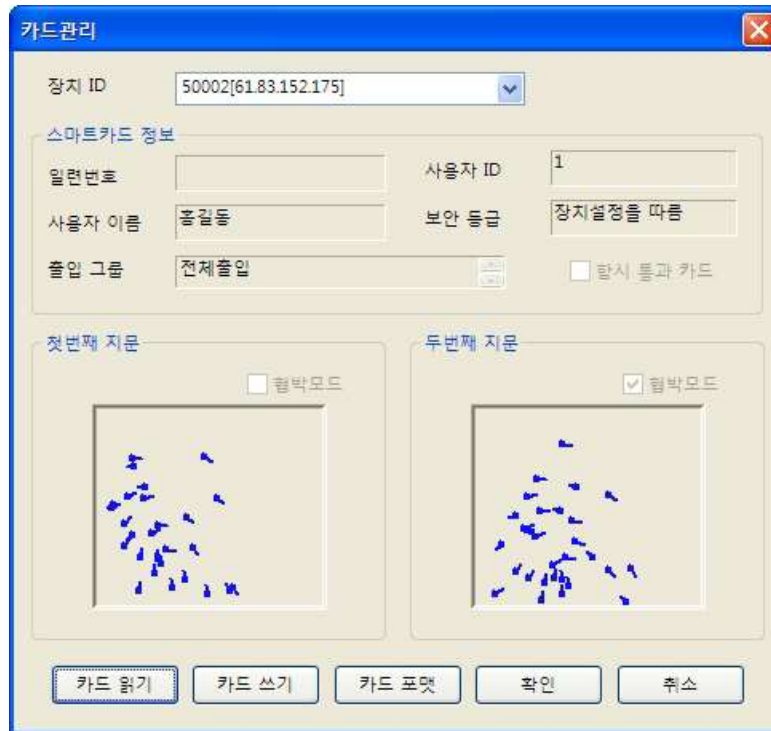 카드관리
장치 ID 50002[61.83.152.175]
스마트카드 정보
일련번호 사용자 ID 1
사용자 이름 홍길동 보안 등급 장치설정을 따름
출입 그룹 전체출입 항시 통과 카드
첫번째 지문 두번째 지문
협박모드 협박모드
카드 읽기 카드 쓰기 카드 포맷 확인 취소